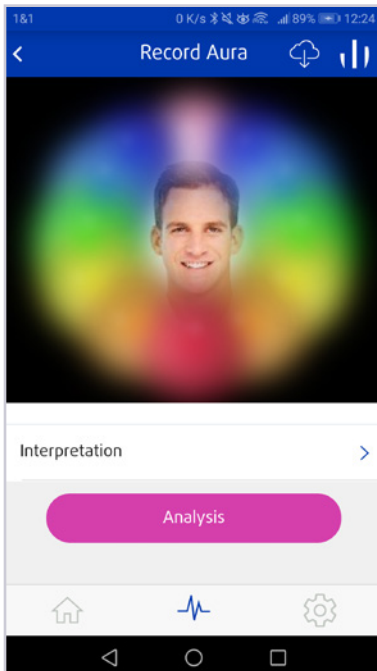 1&1 0 K/s 89% 12:24
Record Aura
Interpretation
Analysis